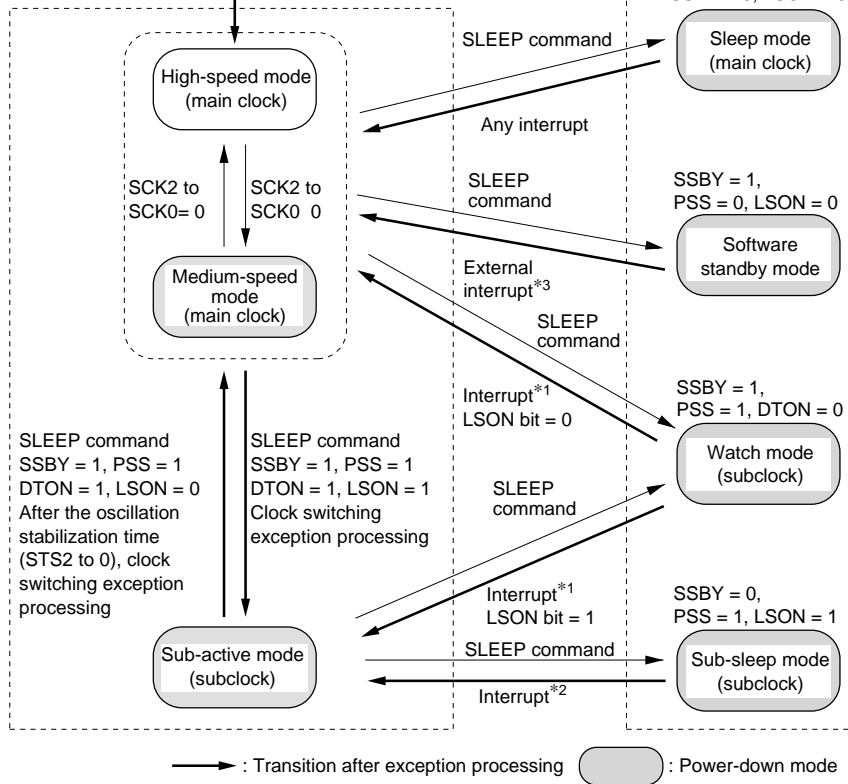 High-speed mode
(main clock)
SCK2 to
SCK0= 0
SCK2 to
SCK0 0
Medium-speed
mode
(main clock)
SLEEP command
SSBY = 1, PSS = 1
DTON = 1, LSON = 0
After the oscillation
stabilization time
(STS2 to 0), clock
switching exception
processing
SLEEP command
SSBY = 1, PSS = 1
DTON = 1, LSON = 1
Clock switching
exception processing
Sub-active mode
(subclock)
SLEEP command
Any interrupt
Sleep mode
(main clock)
SLEEP
command
External
interrupt*3
SSBY = 1,
PSS = 0, LSON = 0
Software
standby mode
SLEEP
command
Interrupt*1
LSON bit = 0
SSBY = 1,
PSS = 1, DTON = 0
Watch mode
(subclock)
SLEEP
command
Interrupt*1
LSON bit = 1
SLEEP command
Interrupt*2
SSBY = 0,
PSS = 1, LSON = 1
Sub-sleep mode
(subclock)
: Transition after exception processing
: Power-down mode